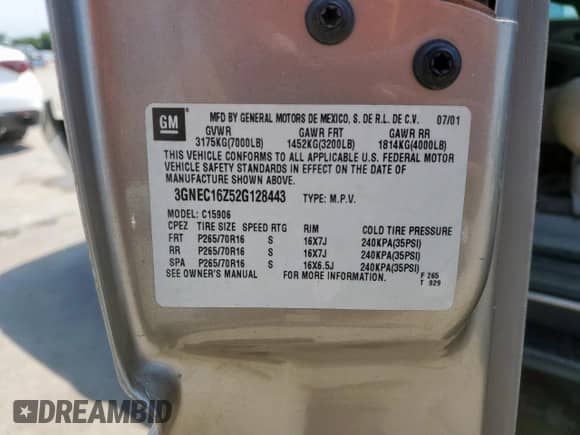 GM
MFD BY GENERAL MOTORS DE MEXICO, S. DE R.L. DE C.V. 07/01
GVWR GAWR FRT GAWR RR
3175KG(7000LB) 1452KG(3200LB) 1814KG(4000LB)
THIS VEHICLE CONFORMS TO ALL APPLICABLE U.S. FEDERAL MOTOR
VEHICLE SAFETY STANDARDS IN EFFECT ON THE DATE OF
MANUFACTURE SHOWN ABOVE.
3GNEC16Z52G128443 TYPE: M.P.V.
MODEL: C15906
CPEZ TIRE SIZE SPEED RTG RIM COLD TIRE PRESSURE
FRT P265/70R16 S 16X7J 240KPA(35PSI)
RR P265/70R16 S 16X7J 240KPA(35PSI)
SPA P265/70R16 S 16X6.5J 240KPA(35PSI)
SEE OWNER'S MANUAL FOR MORE INFORMATION.
F 265
T 029
DREAMBID